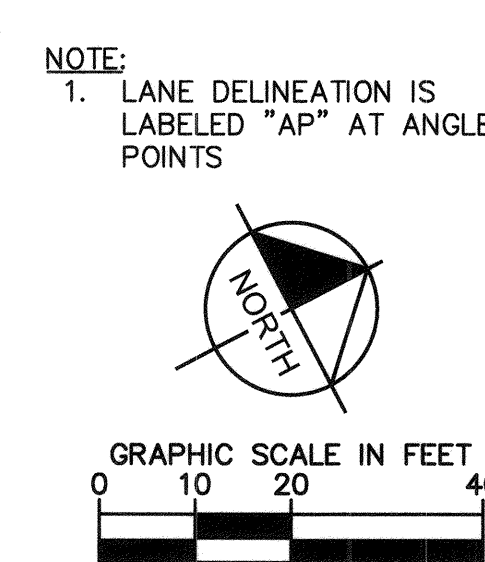 NOTE:
1. LANE DELINEATION IS
LABELED "AP" AT ANGLE
POINTS
NORTH
GRAPHIC SCALE IN FEET
0 10 20